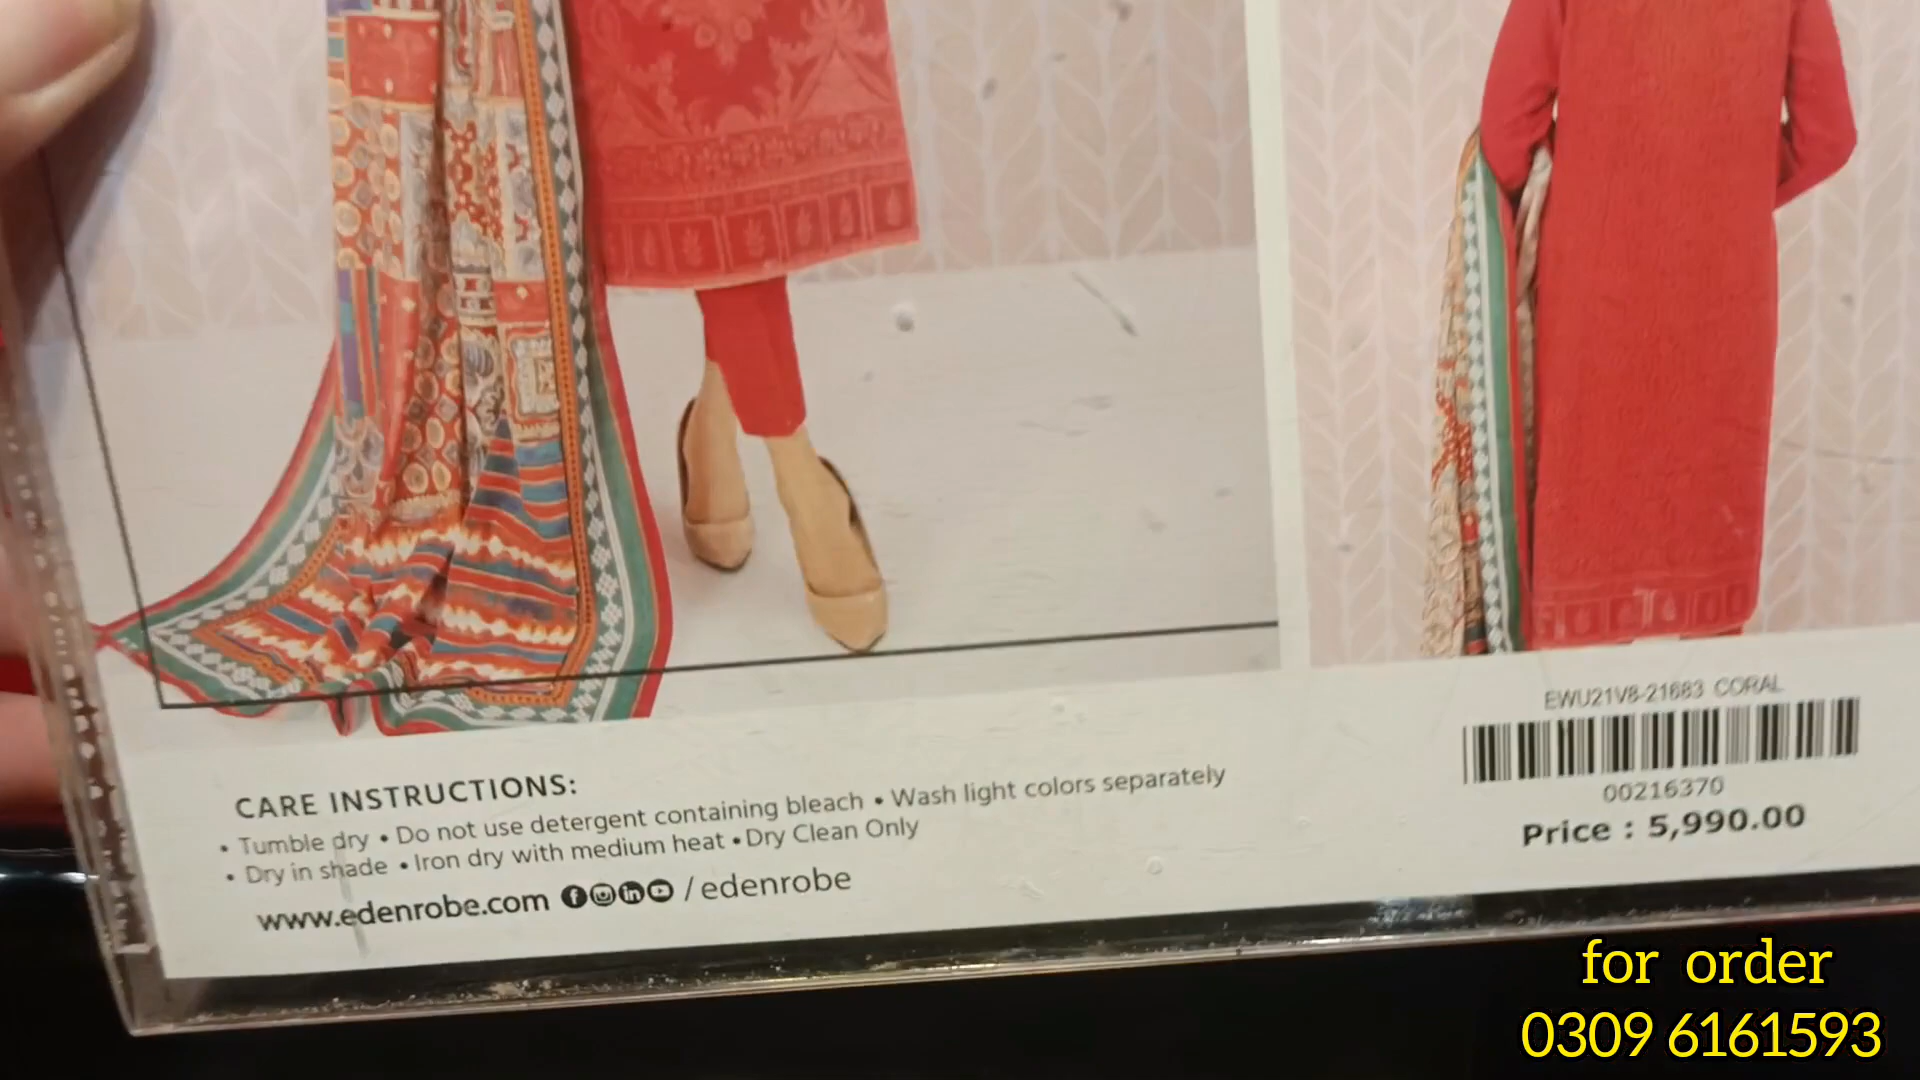 EWU21V8-21683 CORAL
00216370
Price : 5,990.00
CARE INSTRUCTIONS:
• Tumble dry • Do not use detergent containing bleach • Wash light colors separately
• Dry in shade • Iron dry with medium heat • Dry Clean Only
www.edenrobe.com / edenrobe
for order
0309 6161593